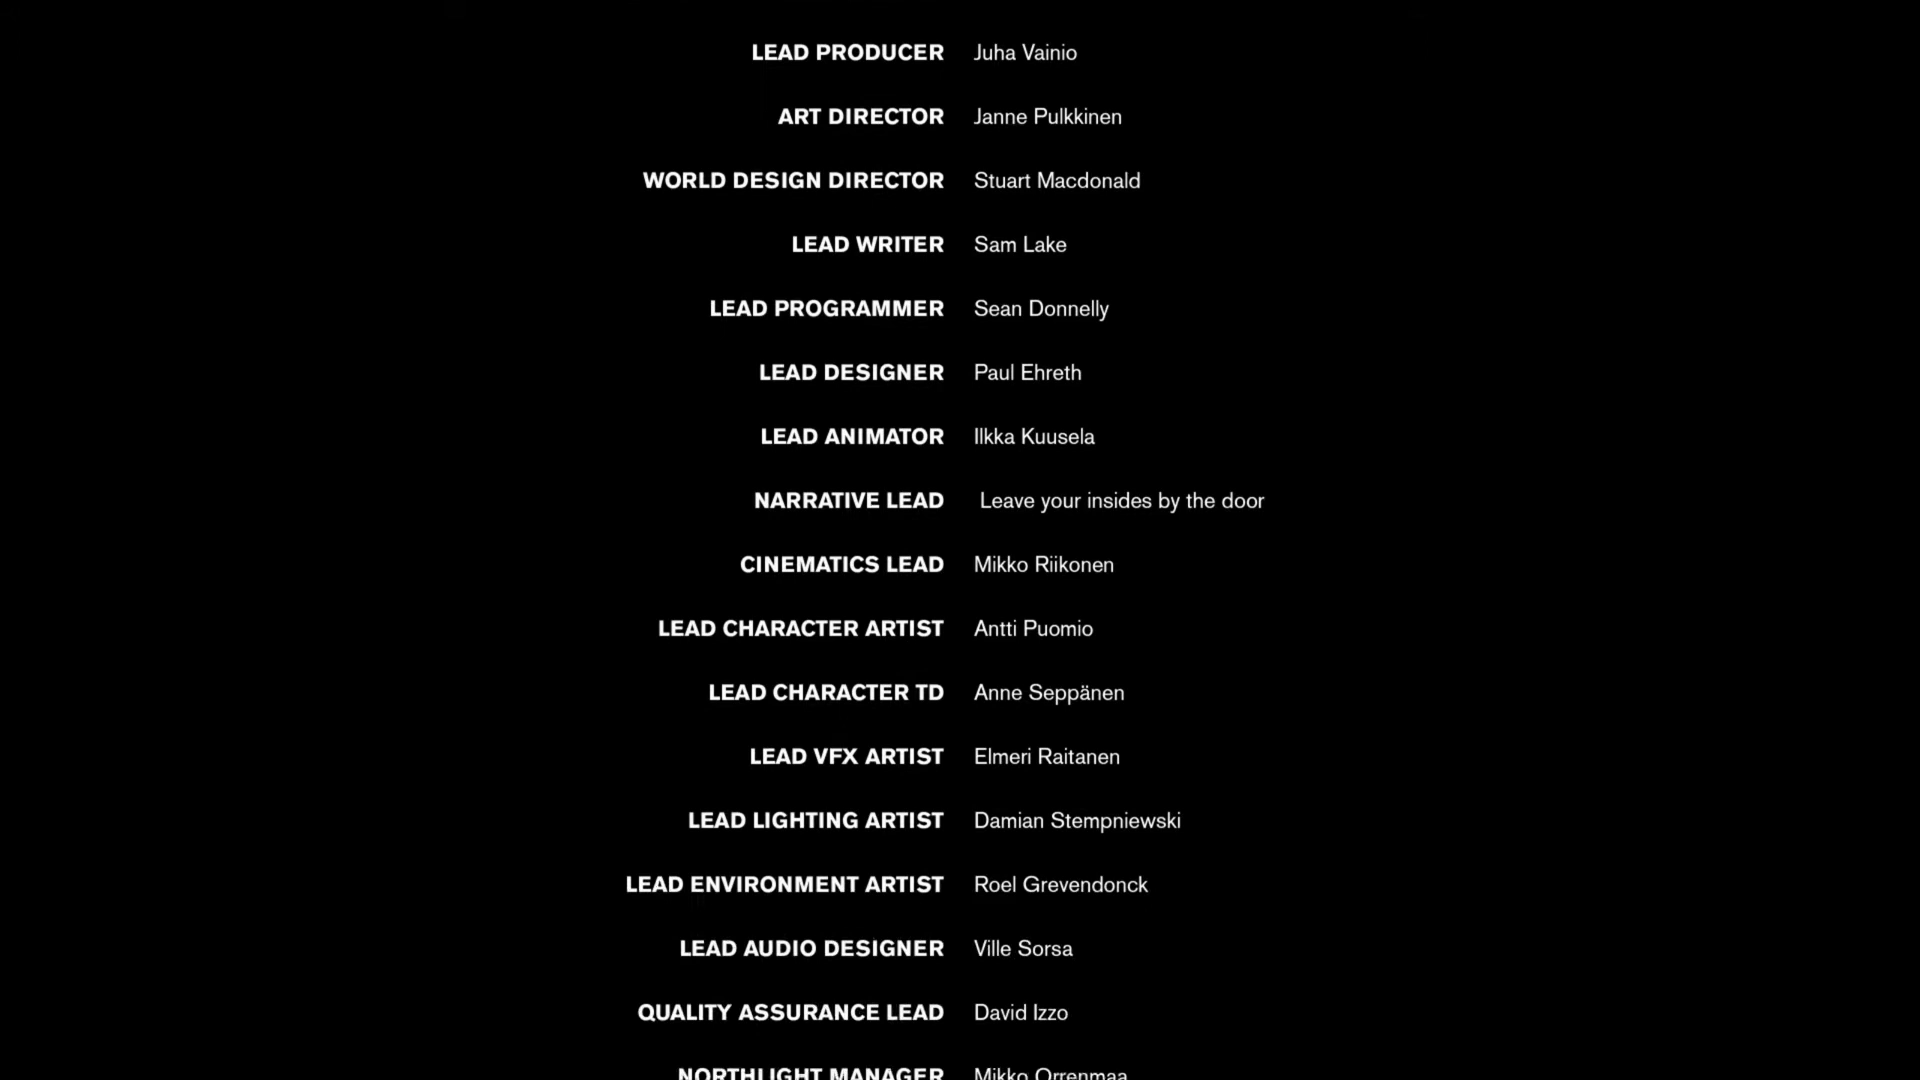 LEAD PRODUCER Juha Vainio
ART DIRECTOR Janne Pulkkinen
WORLD DESIGN DIRECTOR Stuart Macdonald
LEAD WRITER Sam Lake
LEAD PROGRAMMER Sean Donnelly
LEAD DESIGNER Paul Ehreth
LEAD ANIMATOR Ilkka Kuusela
NARRATIVE LEAD Leave your insides by the door
CINEMATICS LEAD Mikko Riikonen
LEAD CHARACTER ARTIST Antti Puomio
LEAD CHARACTER TD Anne Seppänen
LEAD VFX ARTIST Elmeri Raitanen
LEAD LIGHTING ARTIST Damian Stempniewski
LEAD ENVIRONMENT ARTIST Roel Grevendonck
LEAD AUDIO DESIGNER Ville Sorsa
QUALITY ASSURANCE LEAD David Izzo
NORTHLIGHT MANAGER Mikko Orrenmaa